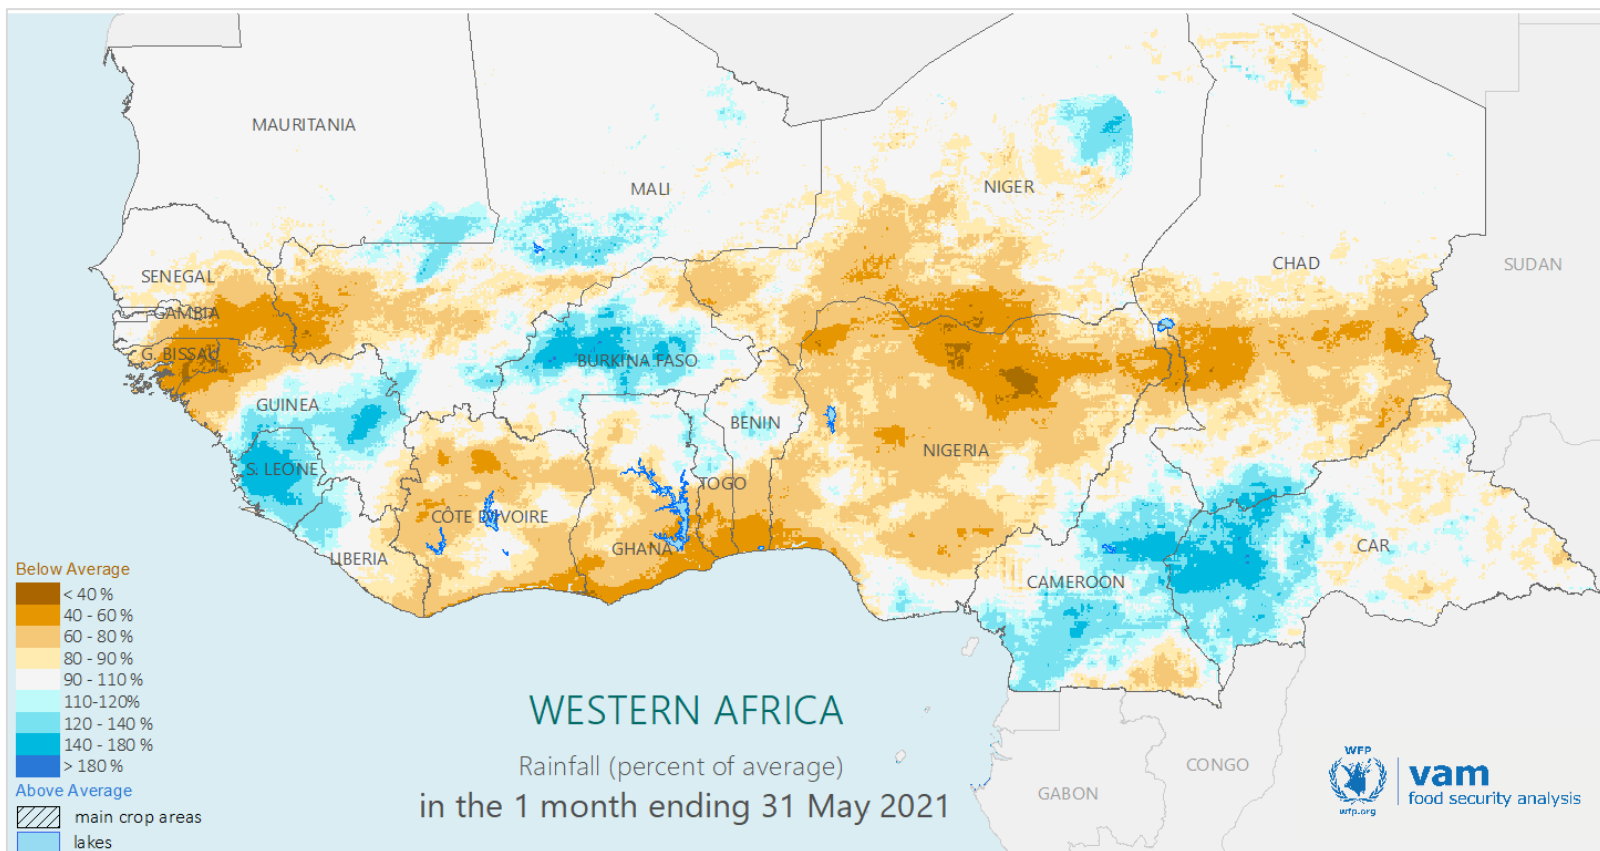 MAURITANIA
MALI
NIGER
CHAD
SUDAN
SENEGAL
GAMBIA
G. BISSAU
GUINEA
S. LEONE
LIBERIA
CÔTE D'IVOIRE
BURKINA FASO
GHANA
TOGO
BENIN
NIGERIA
CAMEROON
CAR
GABON
CONGO
Below Average
< 40 %
40 - 60 %
60 - 80 %
80 - 90 %
90 - 110 %
110-120%
120 - 140 %
140 - 180 %
> 180 %
Above Average
main crop areas
lakes
WESTERN AFRICA
Rainfall (percent of average)
in the 1 month ending 31 May 2021
WFP
wfp.org
vam
food security analysis